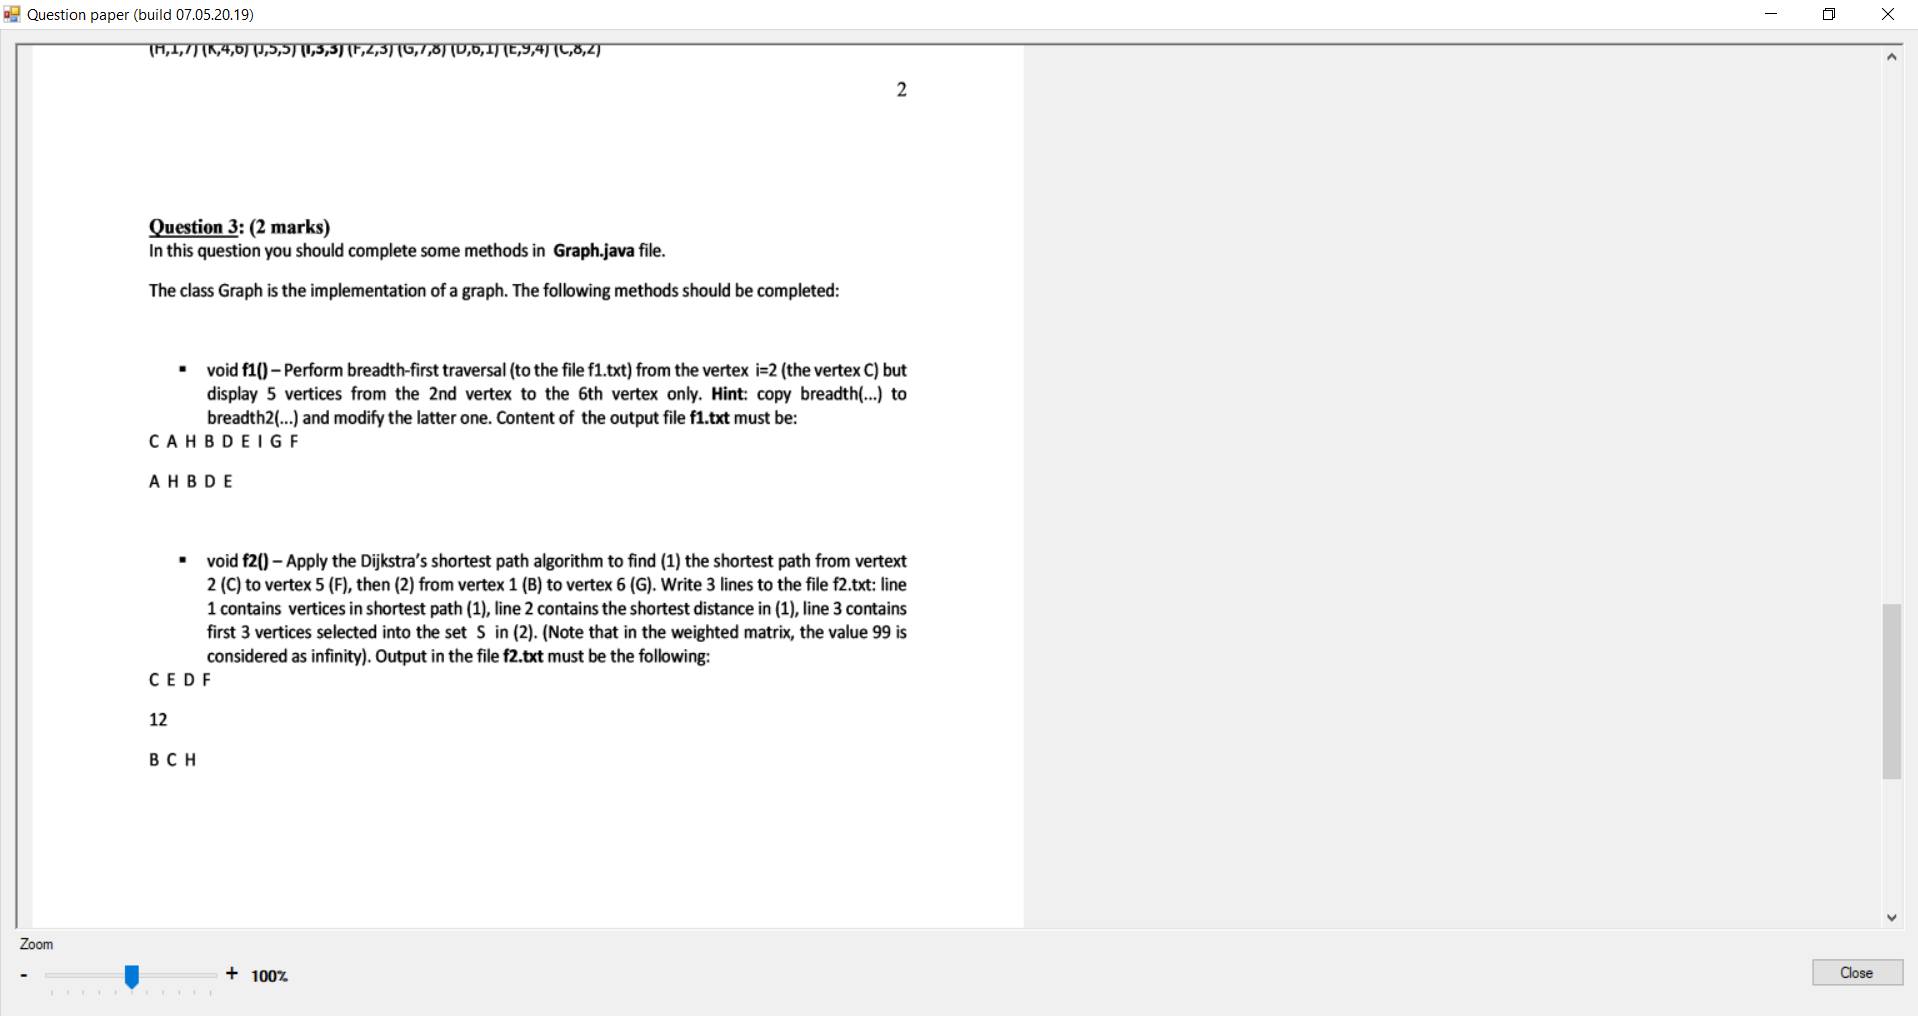 Question paper (build 07.05.20.19)
(H,1,7) (K,4,6) (J,5,5) (I,3,3) (F,2,3) (G,7,8) (D,6,1) (E,9,4) (C,8,2)
2
Question 3: (2 marks)
In this question you should complete some methods in Graph.java file.
The class Graph is the implementation of a graph. The following methods should be completed:
▪ void f1() – Perform breadth-first traversal (to the file f1.txt) from the vertex i=2 (the vertex C) but
display 5 vertices from the 2nd vertex to the 6th vertex only. Hint: copy breadth(...) to
breadth2(...) and modify the latter one. Content of the output file f1.txt must be:
C A H B D E I G F
A H B D E
▪ void f2() – Apply the Dijkstra's shortest path algorithm to find (1) the shortest path from vertext
2 (C) to vertex 5 (F), then (2) from vertex 1 (B) to vertex 6 (G). Write 3 lines to the file f2.txt: line
1 contains vertices in shortest path (1), line 2 contains the shortest distance in (1), line 3 contains
first 3 vertices selected into the set S in (2). (Note that in the weighted matrix, the value 99 is
considered as infinity). Output in the file f2.txt must be the following:
C E D F
12
B C H
Zoom
- + 100%
Close